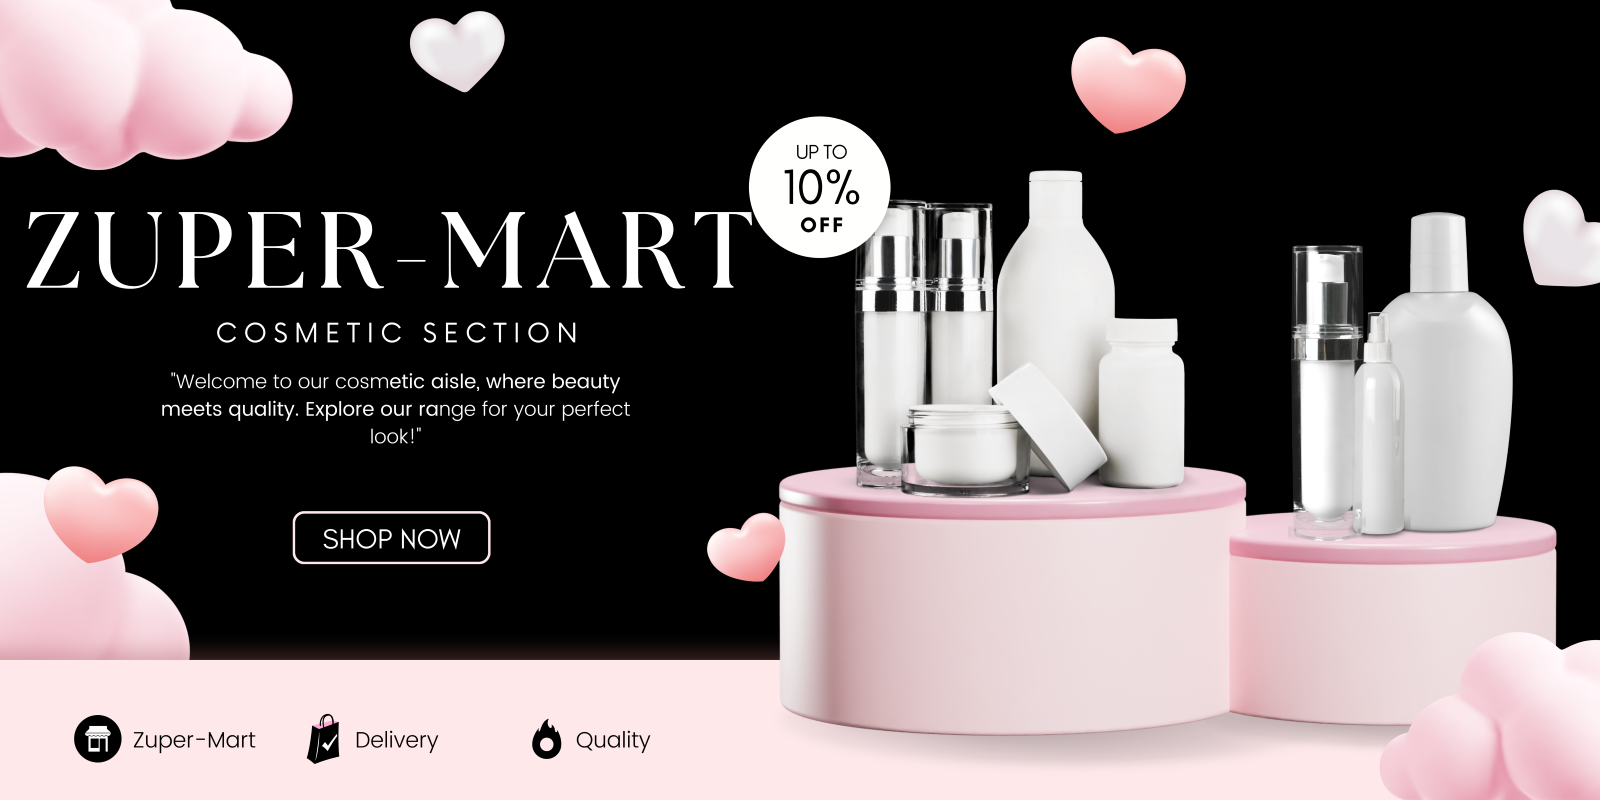 ZUPER-MART
COSMETIC SECTION
"Welcome to our cosmetic aisle, where beauty
meets quality. Explore our range for your perfect
look!"
SHOP NOW
UP TO
10%
OFF
Zuper-Mart
Delivery
Quality